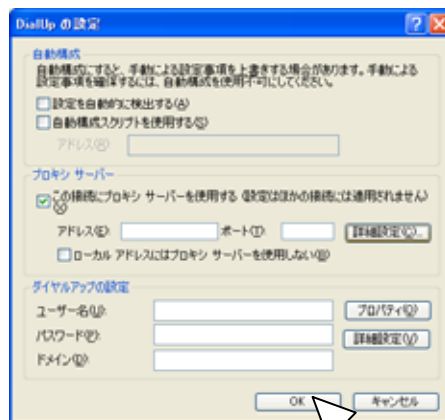 DialUp の設定
自動構成
自動構成にすると、手動による設定事項を上書きする場合があります。手動による
設定事項を確保するには、自動構成を使用不可にしてください。
設定を自動的に検出する(A)
自動構成スクリプトを使用する(S)
アドレス(R)
プロキシ サーバー
この接続にプロキシ サーバーを使用する (設定はほかの接続には適用されません)
(X)
アドレス(E): ポート(T): 詳細設定(C)...
ローカル アドレスにはプロキシ サーバーを使用しない(B)
ダイヤルアップの設定
ユーザー名(U): プロパティ(O)
パスワード(P): 詳細設定(V)
ドメイン(D):
OK キャンセル